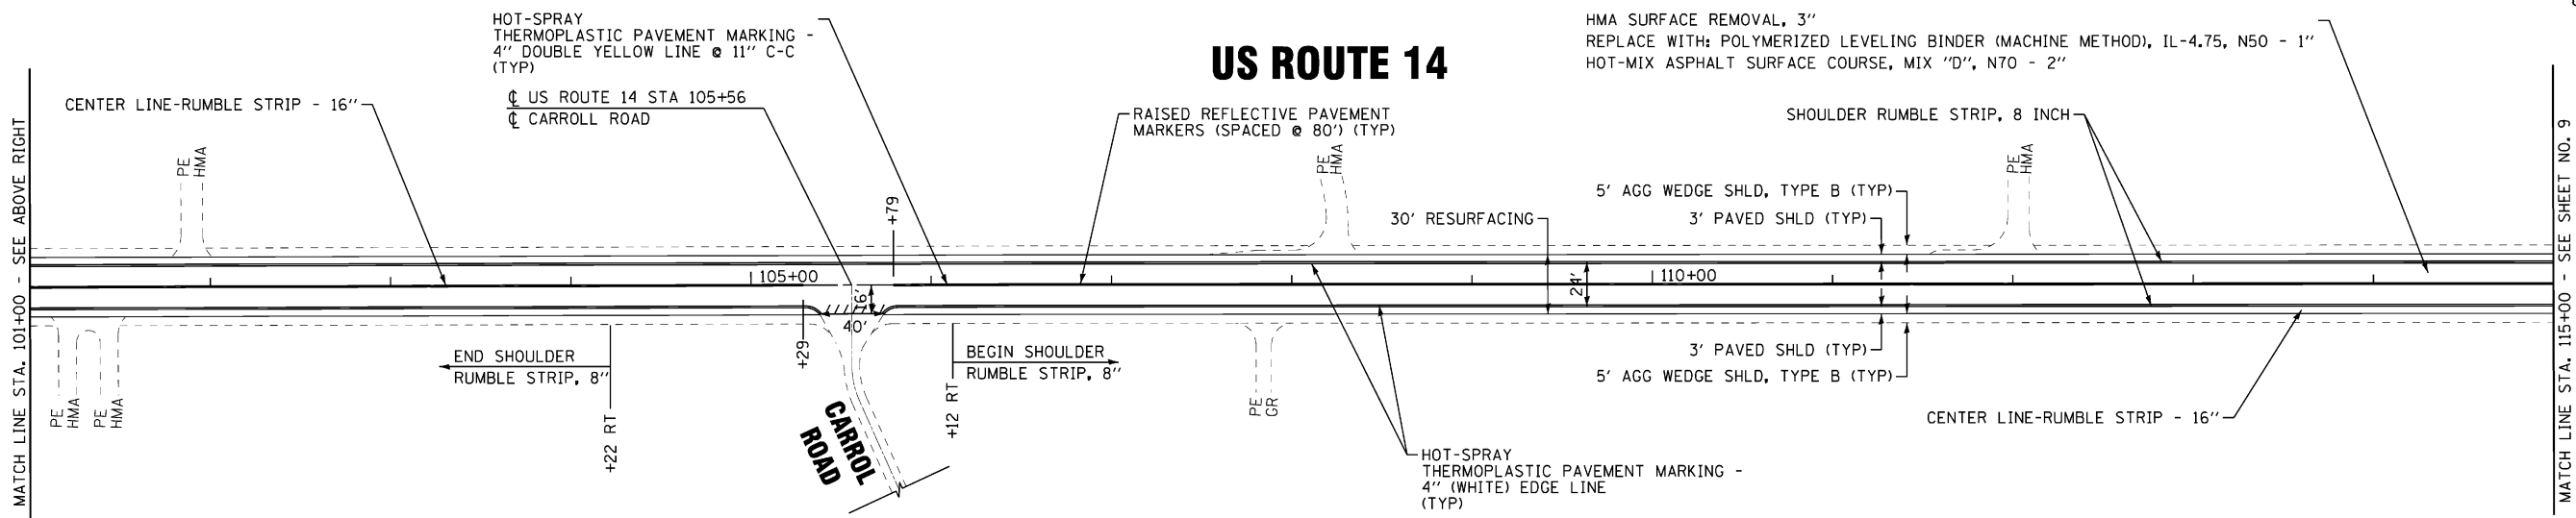 HOT-SPRAY
THERMOPLASTIC PAVEMENT MARKING -
4" DOUBLE YELLOW LINE @ 11" C-C
(TYP)
US ROUTE 14
HMA SURFACE REMOVAL, 3"
REPLACE WITH: POLYMERIZED LEVELING BINDER (MACHINE METHOD), IL-4.75, N50 - 1"
HOT-MIX ASPHALT SURFACE COURSE, MIX "D", N70 - 2"
CENTER LINE-RUMBLE STRIP - 16"
℄ US ROUTE 14 STA 105+56
℄ CARROLL ROAD
RAISED REFLECTIVE PAVEMENT
MARKERS (SPACED @ 80') (TYP)
SHOULDER RUMBLE STRIP, 8 INCH
MATCH LINE STA. 101+00 - SEE ABOVE RIGHT
PE
HMA
+79
PE
HMA
30' RESURFACING
5' AGG WEDGE SHLD, TYPE B (TYP)
3' PAVED SHLD (TYP)
PE
HMA
MATCH LINE STA. 115+00 - SEE SHEET NO. 9
105+00
110+00
16'
24'
40'
END SHOULDER
RUMBLE STRIP, 8"
+29
BEGIN SHOULDER
RUMBLE STRIP, 8"
3' PAVED SHLD (TYP)
5' AGG WEDGE SHLD, TYPE B (TYP)
PE
HMA
PE
HMA
+22 RT
CARROL
ROAD
+12 RT
PE
GR
CENTER LINE-RUMBLE STRIP - 16"
HOT-SPRAY
THERMOPLASTIC PAVEMENT MARKING -
4" (WHITE) EDGE LINE
(TYP)